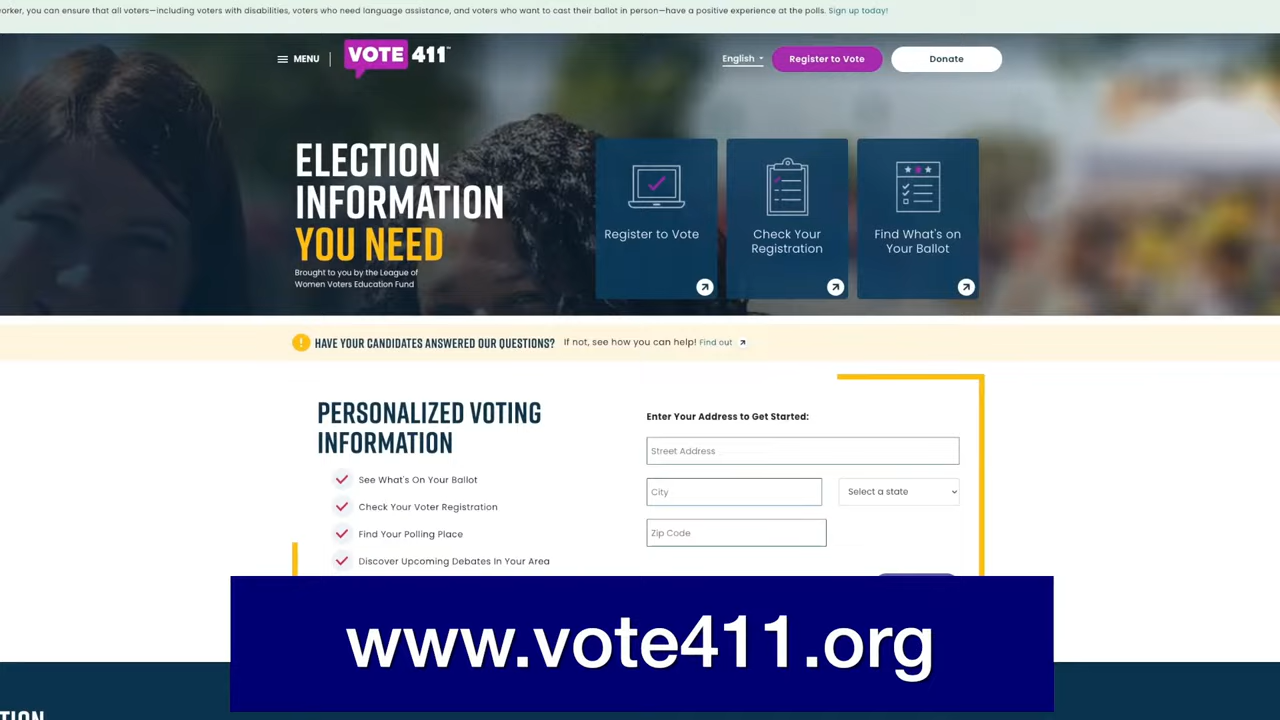 orker, you can ensure that all voters—including voters with disabilities, voters who need language assistance, and voters who want to cast their ballot in person—have a positive experience at the polls. Sign up today!
MENU
VOTE 411™
English
Register to Vote
Donate
ELECTION
INFORMATION
YOU NEED
Brought to you by the League of
Women Voters Education Fund
Register to Vote
Check Your
Registration
Find What's on
Your Ballot
HAVE YOUR CANDIDATES ANSWERED OUR QUESTIONS? If not, see how you can help! Find out
PERSONALIZED VOTING
INFORMATION
See What's On Your Ballot
Check Your Voter Registration
Find Your Polling Place
Discover Upcoming Debates In Your Area
Enter Your Address to Get Started:
Street Address
City
Select a state
Zip Code
www.vote411.org